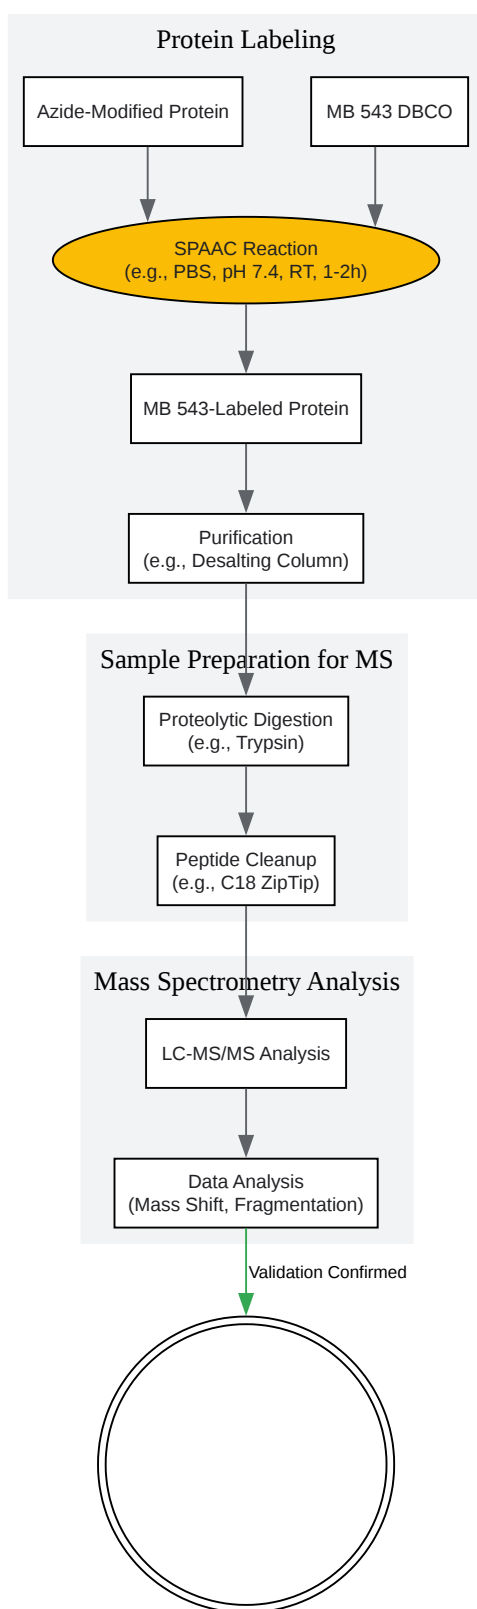 Protein Labeling
Azide-Modified Protein
MB 543 DBCO
SPAAC Reaction
(e.g., PBS, pH 7.4, RT, 1-2h)
MB 543-Labeled Protein
Purification
(e.g., Desalting Column)
Sample Preparation for MS
Proteolytic Digestion
(e.g., Trypsin)
Peptide Cleanup
(e.g., C18 ZipTip)
Mass Spectrometry Analysis
LC-MS/MS Analysis
Data Analysis
(Mass Shift, Fragmentation)
Validation Confirmed